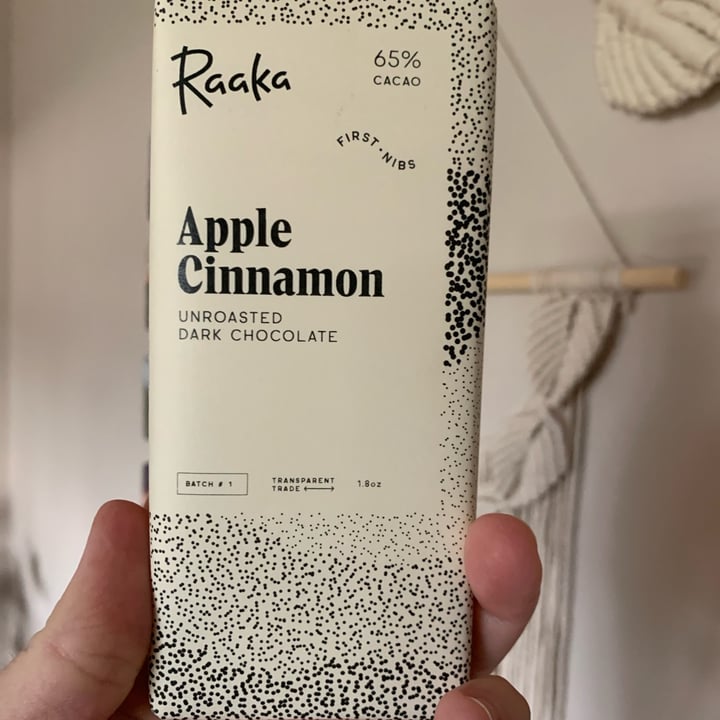 Raaka
65%
CACAO
FIRST • NIBS
Apple
Cinnamon
UNROASTED
DARK CHOCOLATE
BATCH # 1
TRANSPARENT
TRADE ⟷
1.8oz